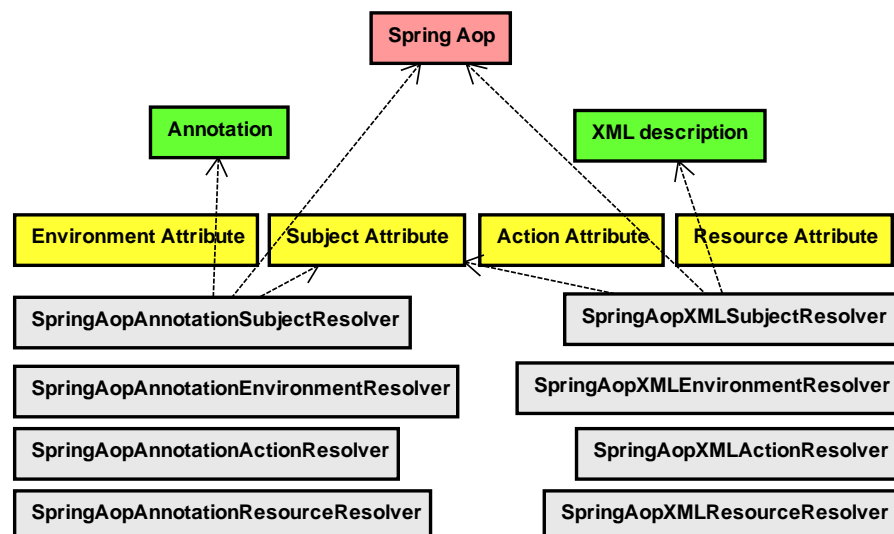 Spring Aop
Annotation
XML description
Environment Attribute
Subject Attribute
Action Attribute
Resource Attribute
SpringAopAnnotationSubjectResolver
SpringAopXMLSubjectResolver
SpringAopAnnotationEnvironmentResolver
SpringAopXMLEnvironmentResolver
SpringAopAnnotationActionResolver
SpringAopXMLActionResolver
SpringAopAnnotationResourceResolver
SpringAopXMLResourceResolver